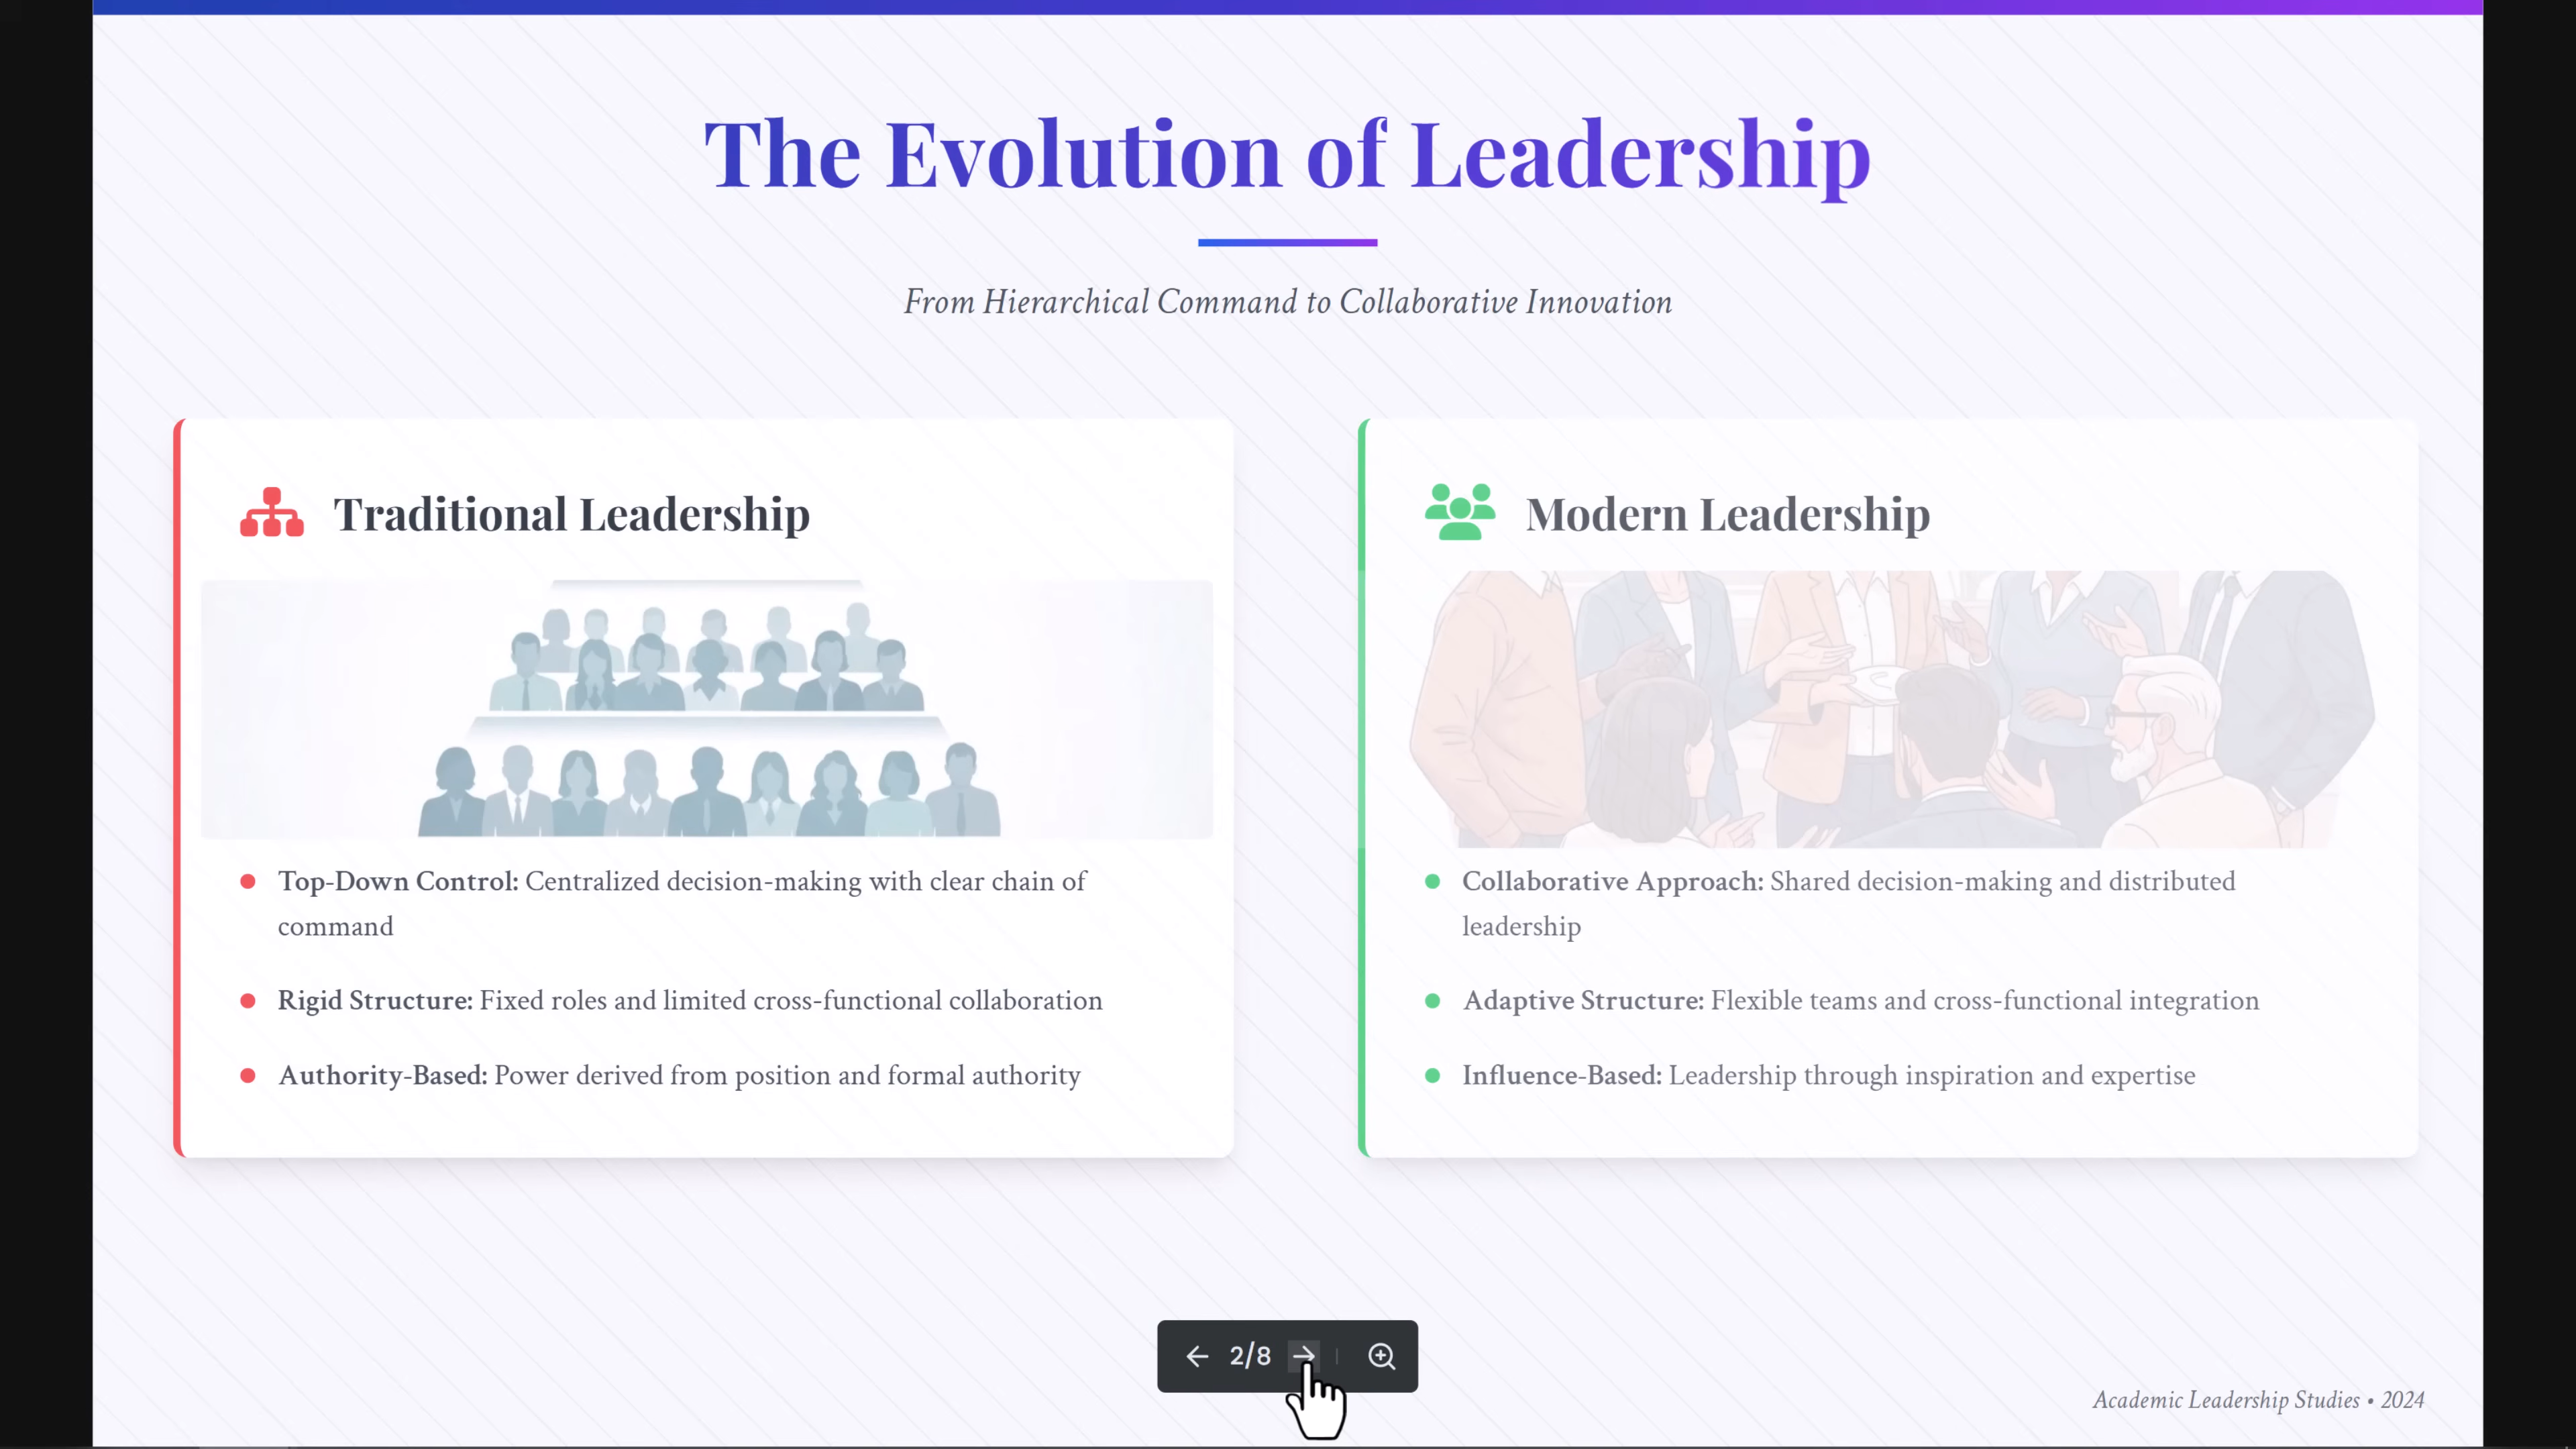 The Evolution of Leadership
From Hierarchical Command to Collaborative Innovation
Traditional Leadership
Top-Down Control: Centralized decision-making with clear chain of
command
Rigid Structure: Fixed roles and limited cross-functional collaboration
Authority-Based: Power derived from position and formal authority
Modern Leadership
Collaborative Approach: Shared decision-making and distributed
leadership
Adaptive Structure: Flexible teams and cross-functional integration
Influence-Based: Leadership through inspiration and expertise
2/8
Academic Leadership Studies • 2024